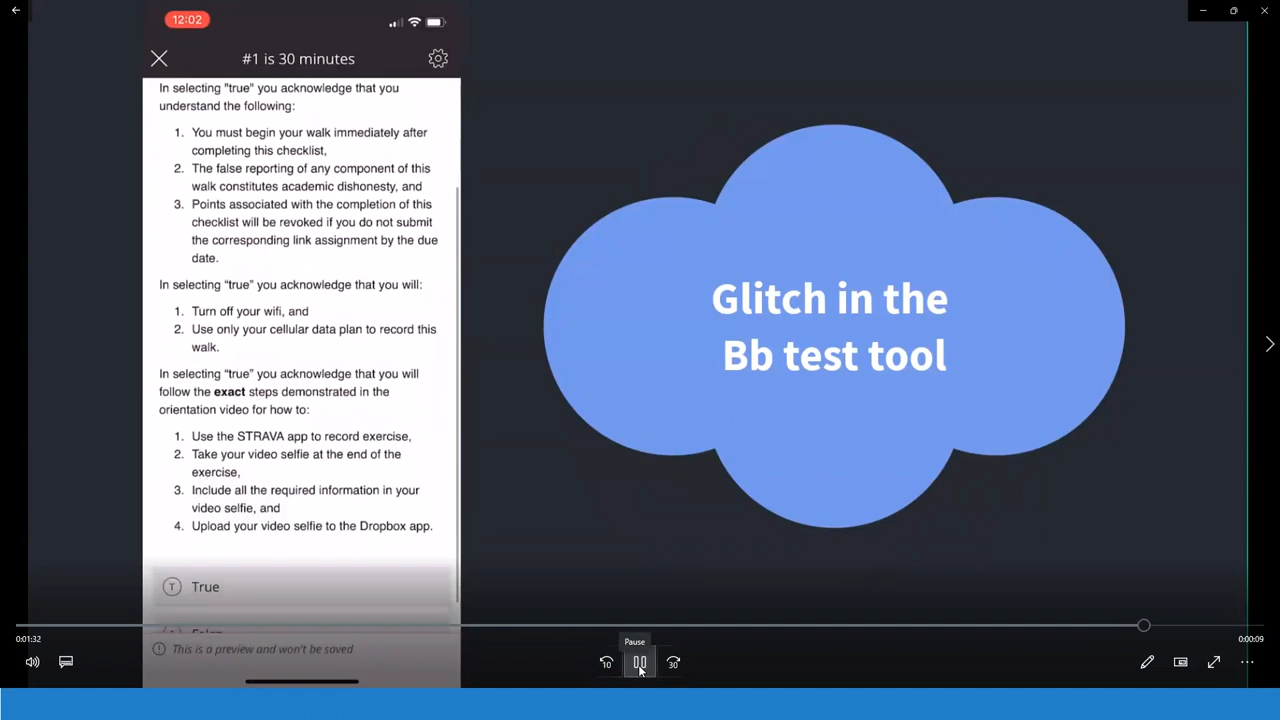 12:02
#1 is 30 minutes
In selecting "true" you acknowledge that you
understand the following:
1. You must begin your walk immediately after
completing this checklist,
2. The false reporting of any component of this
walk constitutes academic dishonesty, and
3. Points associated with the completion of this
checklist will be revoked if you do not submit
the corresponding link assignment by the due
date.
In selecting “true” you acknowledge that you will:
1. Turn off your wifi, and
2. Use only your cellular data plan to record this
walk.
In selecting “true” you acknowledge that you will
follow the exact steps demonstrated in the
orientation video for how to:
1. Use the STRAVA app to record exercise,
2. Take your video selfie at the end of the
exercise,
3. Include all the required information in your
video selfie, and
4. Upload your video selfie to the Dropbox app.
T True
This is a preview and won't be saved
Glitch in the
Bb test tool
0:01:32
Pause
0:00:09
10
30